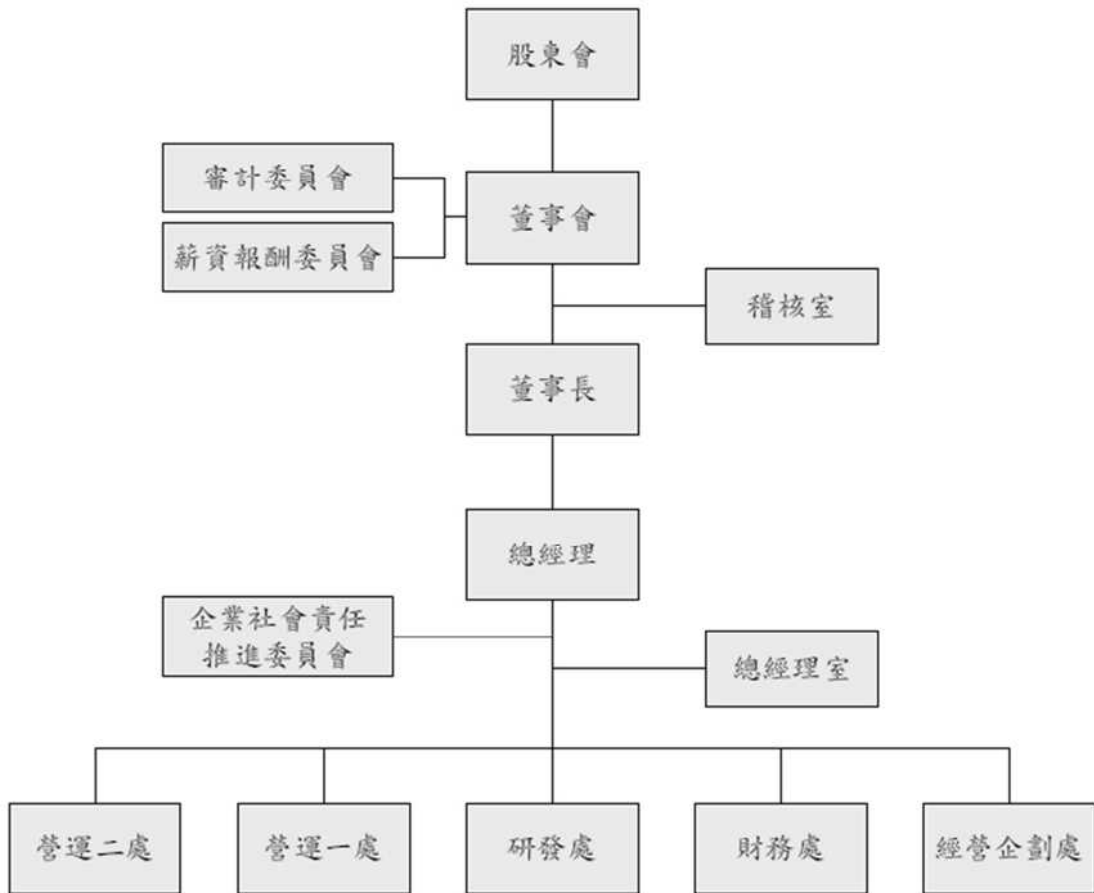 股東會
審計委員會
董事會
薪資報酬委員會
稽核室
董事長
總經理
企業社會責任
推進委員會
總經理室
營運二處
營運一處
研發處
財務處
經營企劃處